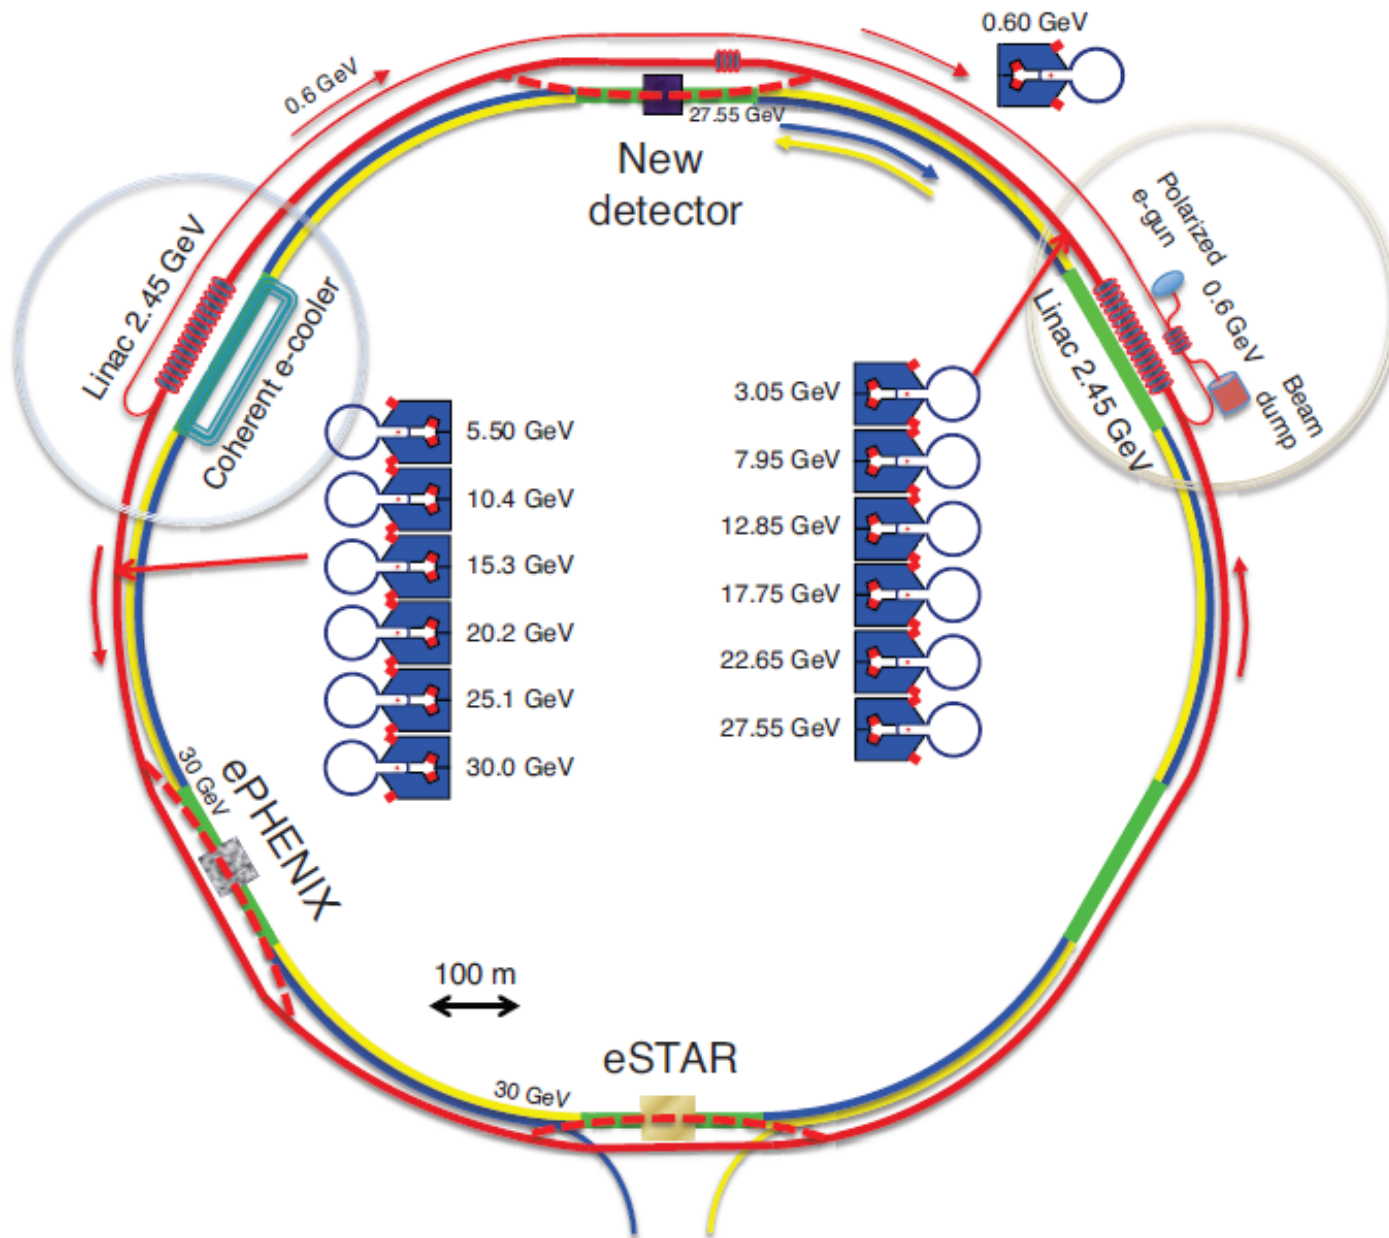 0.60 GeV
0.6 GeV
27.55 GeV
New
detector
Polarized
e-gun
0.6 GeV
Beam
dump
Linac 2.45 GeV
Linac 2.45 GeV
Coherent e-cooler
5.50 GeV
10.4 GeV
15.3 GeV
20.2 GeV
25.1 GeV
30.0 GeV
3.05 GeV
7.95 GeV
12.85 GeV
17.75 GeV
22.65 GeV
27.55 GeV
30 GeV
ePHENIX
100 m
eSTAR
30 GeV